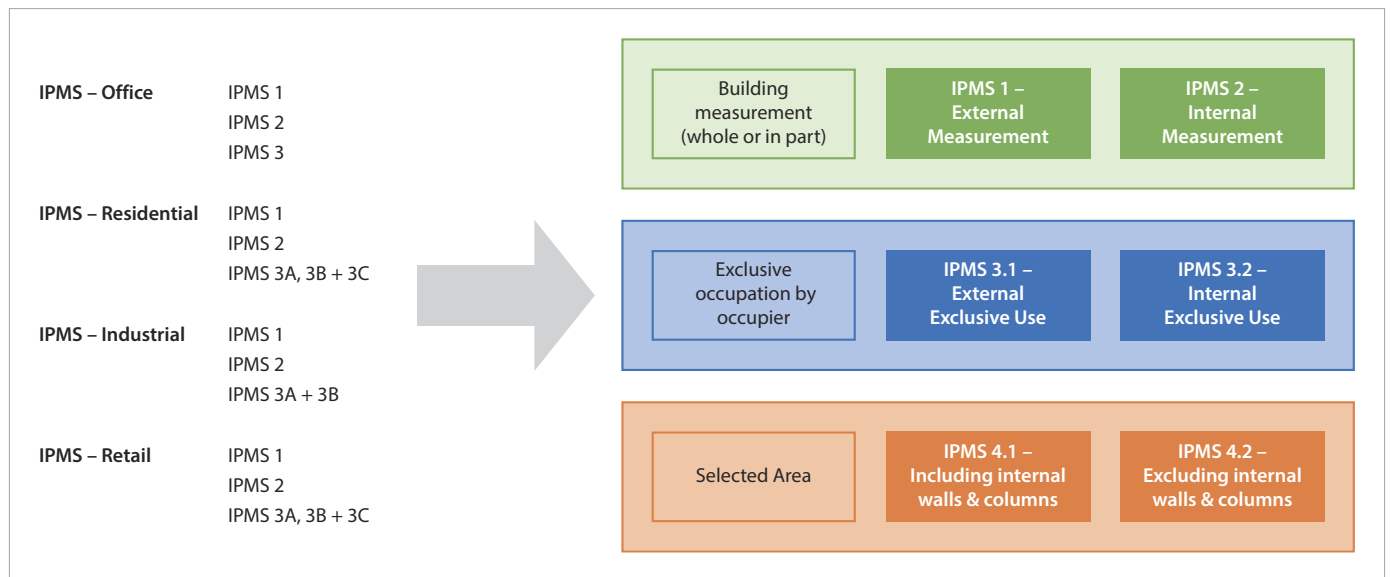 IPMS – Office
IPMS 1
IPMS 2
IPMS 3
IPMS – Residential
IPMS 1
IPMS 2
IPMS 3A, 3B + 3C
IPMS – Industrial
IPMS 1
IPMS 2
IPMS 3A + 3B
IPMS – Retail
IPMS 1
IPMS 2
IPMS 3A, 3B + 3C
Building
measurement
(whole or in part)
IPMS 1 –
External
Measurement
IPMS 2 –
Internal
Measurement
Exclusive
occupation by
occupier
IPMS 3.1 –
External
Exclusive Use
IPMS 3.2 –
Internal
Exclusive Use
Selected Area
IPMS 4.1 –
Including internal
walls & columns
IPMS 4.2 –
Excluding internal
walls & columns